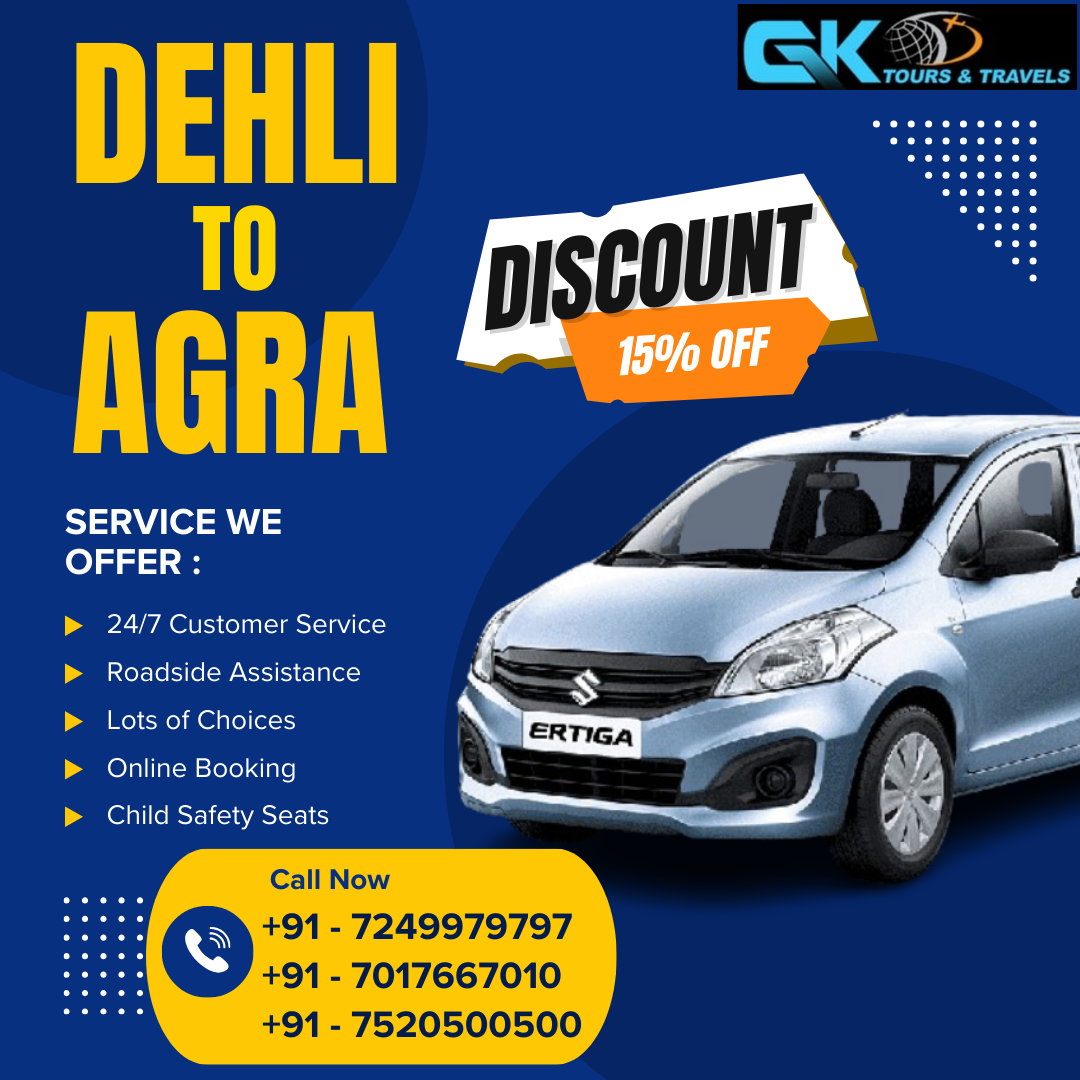 GK
TOURS & TRAVELS
DEHLI
TO
AGRA
DISCOUNT
15% OFF
SERVICE WE
OFFER :
24/7 Customer Service
Roadside Assistance
Lots of Choices
Online Booking
Child Safety Seats
ERTIGA
Call Now
+91 - 7249979797
+91 - 7017667010
+91 - 7520500500